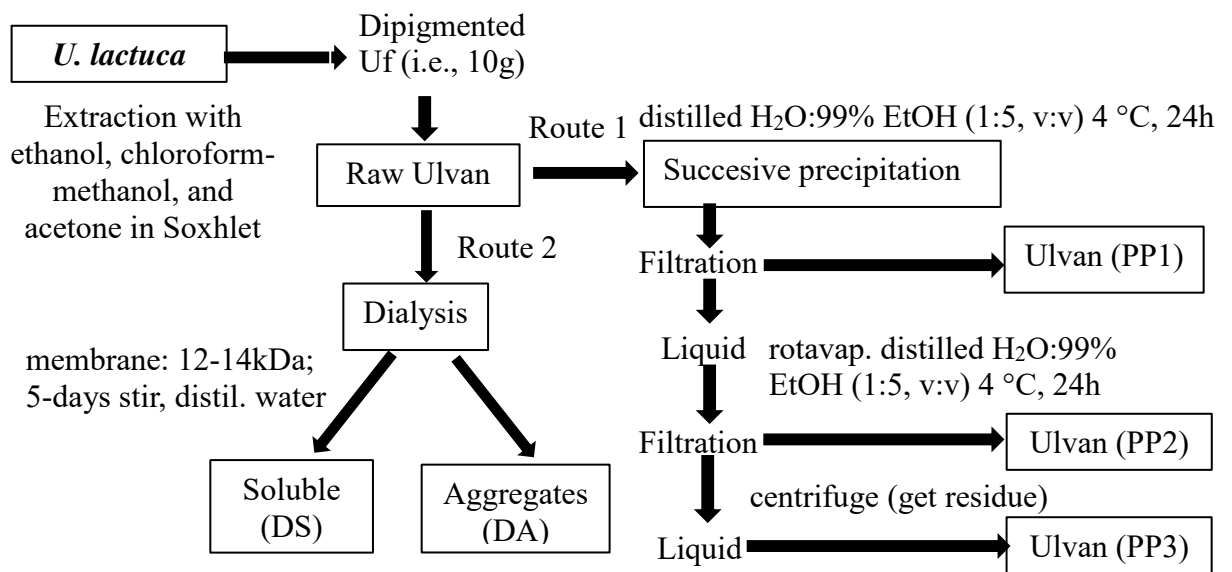 U. lactuca
Dipigmented
Uf (i.e., 10g)
Extraction with
ethanol, chloroform-
methanol, and
acetone in Soxhlet
Raw Ulvan
Route 1
distilled H₂O:99% EtOH (1:5, v:v) 4 °C, 24h
Succesive precipitation
Route 2
Filtration
Ulvan (PP1)
Dialysis
membrane: 12-14kDa;
5-days stir, distil. water
Liquid
rotavap. distilled H₂O:99%
EtOH (1:5, v:v) 4 °C, 24h
Filtration
Ulvan (PP2)
Soluble
(DS)
Aggregates
(DA)
centrifuge (get residue)
Liquid
Ulvan (PP3)